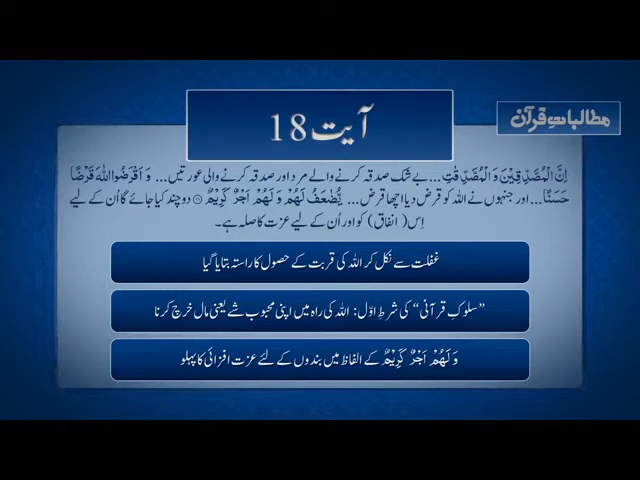 آیت 18
مطالباتِ قرآن
اِنَّ الْمُصَّدِّقِیْنَ وَ الْمُصَّدِّقٰتِ... بے شک صدقہ کرنے والے مرد اور صدقہ کرنے والی عورتیں... وَ اَقْرَضُوا اللّٰهَ قَرْضًا
حَسَنًا... اور جنہوں نے اللہ کو قرض دیا اچھا قرض... یُّضٰعَفُ لَهُمْ وَ لَهُمْ اَجْرٌ كَرِیْمٌ ۝ دو چند کیا جائے گا اُن کے لیے
اِس (انفاق) کو اور اُن کے لیے عزت کا صلہ ہے۔
غفلت سے نکل کر اللہ کی قربت کے حصول کا راستہ بتایا گیا
”سلوکِ قرآنی“ کی شرطِ اوّل: اللہ کی راہ میں اپنی محبوب شے یعنی مال خرچ کرنا
وَ لَهُمْ اَجْرٌ كَرِیْمٌ کے الفاظ میں بندوں کے لئے عزت افزائی کا پہلو